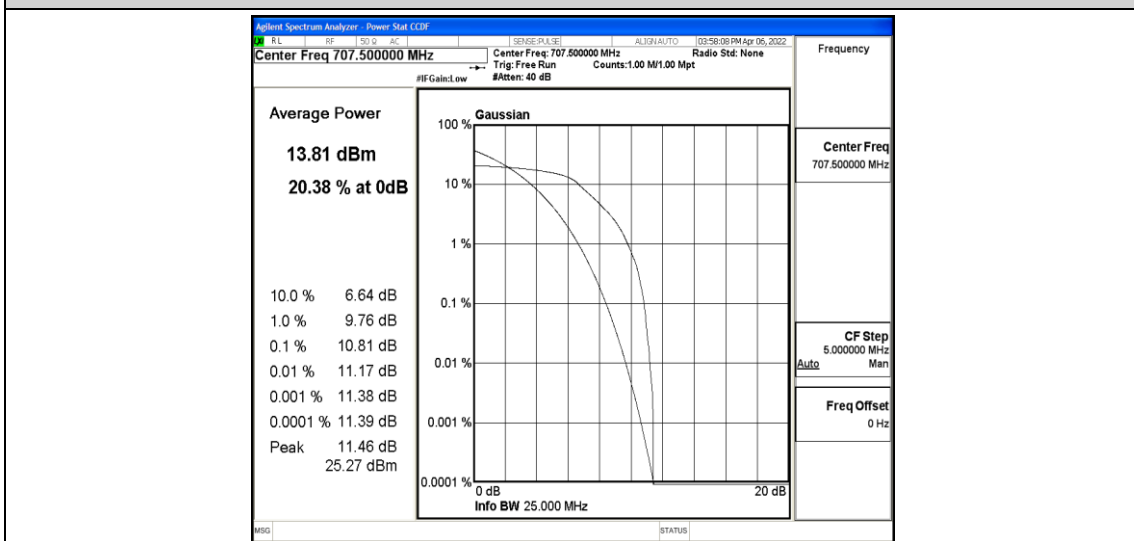 Agilent Spectrum Analyzer - Power Stat CCDF
RL RF 50 Ω AC SENSE:PULSE ALIGNAUTO 03:58:08 PM Apr 06, 2022
Center Freq 707.500000 MHz
Center Freq: 707.500000 MHz Radio Std: None
Trig: Free Run Counts:1.00 M/1.00 Mpt
#IFGain:Low #Atten: 40 dB
Frequency
Average Power
13.81 dBm
20.38 % at 0dB
10.0 % 6.64 dB
1.0 % 9.76 dB
0.1 % 10.81 dB
0.01 % 11.17 dB
0.001 % 11.38 dB
0.0001 % 11.39 dB
Peak 11.46 dB
25.27 dBm
Gaussian
100 %
10 %
1 %
0.1 %
0.01 %
0.001 %
0.0001 %
0 dB 20 dB
Info BW 25.000 MHz
Center Freq
707.500000 MHz
CF Step
5.000000 MHz
Auto Man
Freq Offset
0 Hz
MSG STATUS